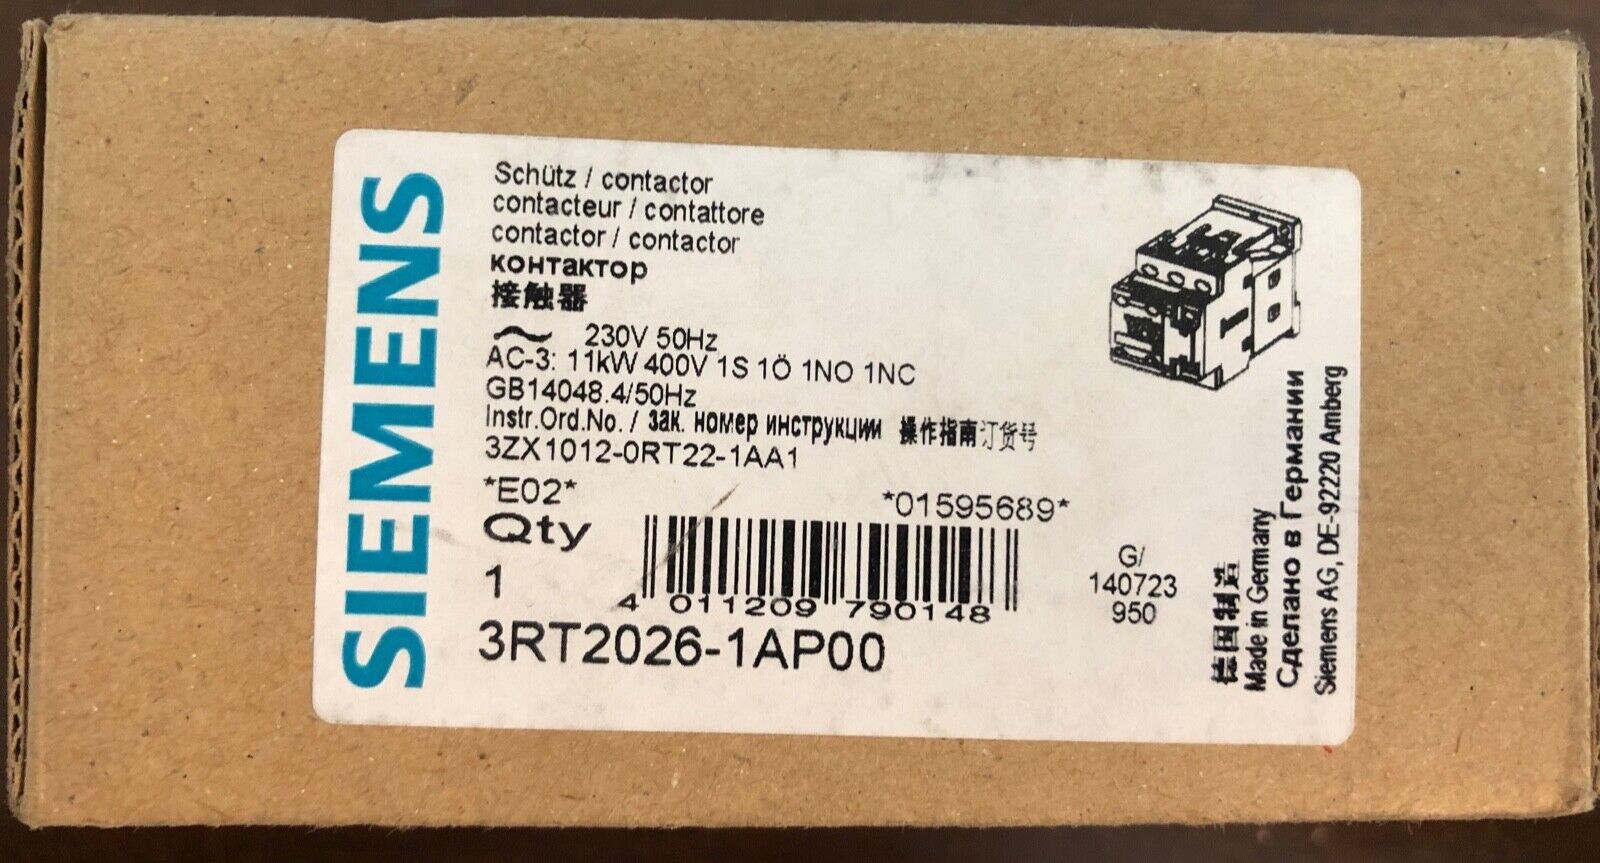 SIEMENS
Schütz / contactor
contacteur / contattore
contactor / contactor
контактор
接触器
~ 230V 50Hz
AC-3: 11kW 400V 1S 1Ö 1NO 1NC
GB14048.4/50Hz
Instr.Ord.No. / зак. номер инструкции 操作指南订货号
3ZX1012-0RT22-1AA1
*E02* *01595689*
Qty
1
4 011209 790148
3RT2026-1AP00
G/
140723
950
德国制造
Made in Germany
Сделано в Германии
Siemens AG, DE-92220 Amberg